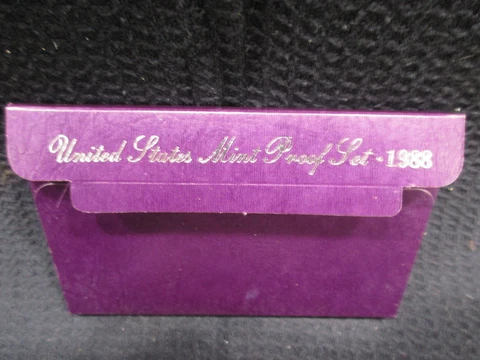 United States Mint Proof Set - 1988